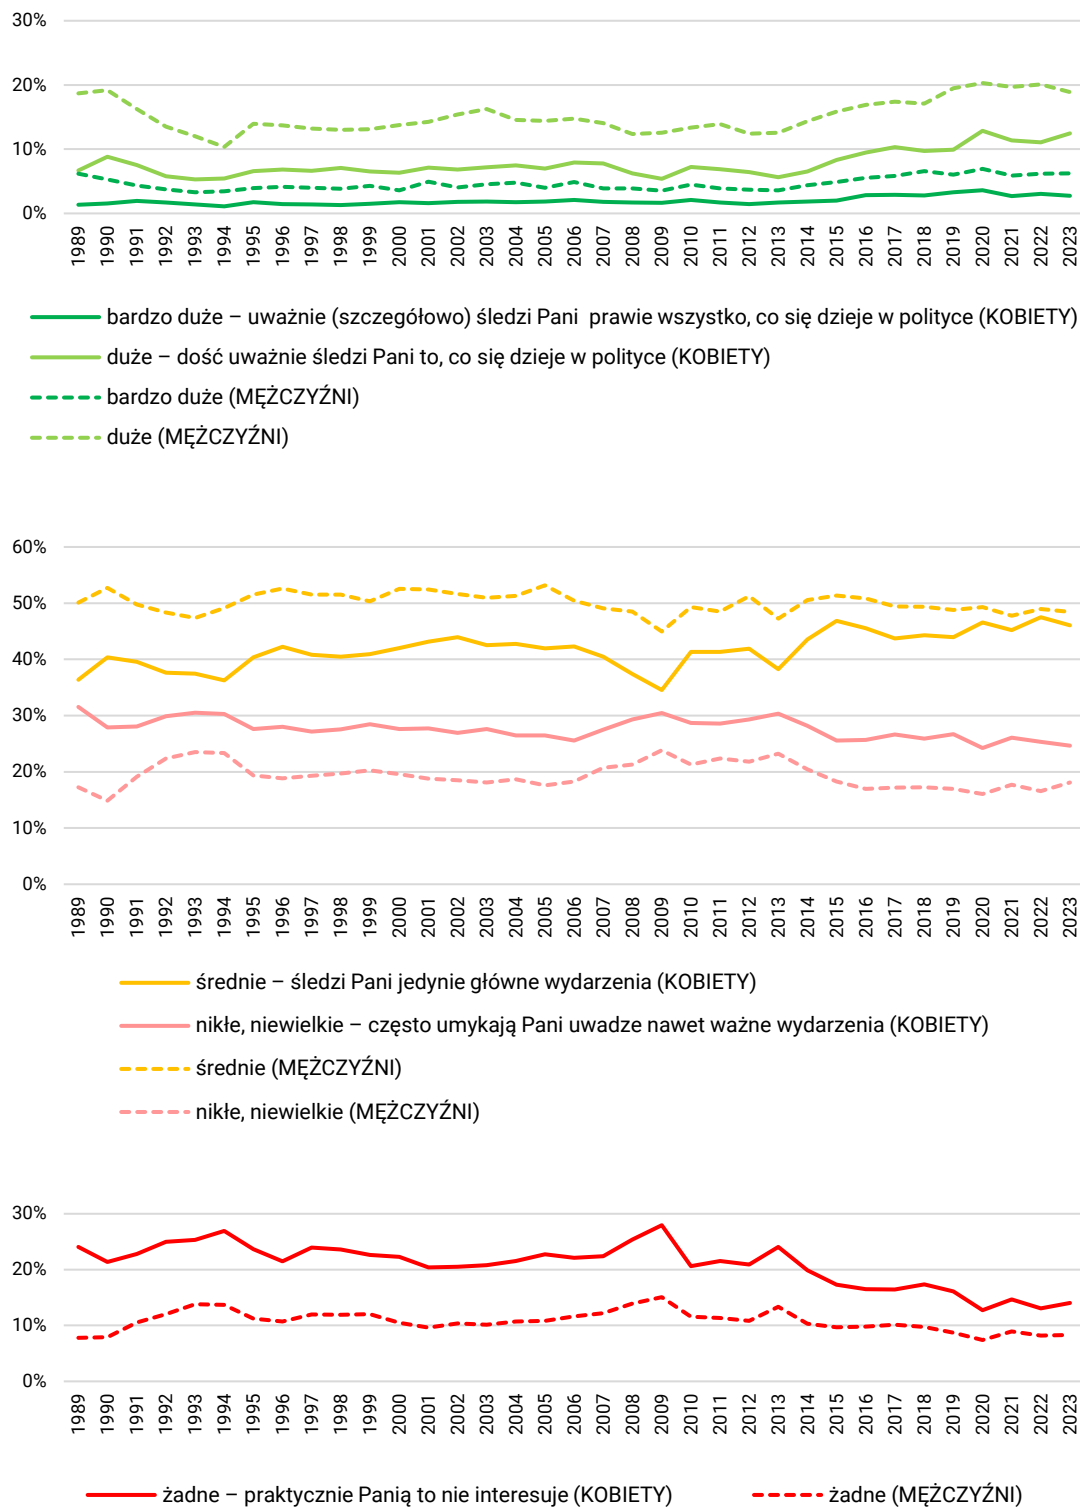 30%
20%
10%
0%
1989 1990 1991 1992 1993 1994 1995 1996 1997 1998 1999 2000 2001 2002 2003 2004 2005 2006 2007 2008 2009 2010 2011 2012 2013 2014 2015 2016 2017 2018 2019 2020 2021 2022 2023
bardzo duże – uważnie (szczegółowo) śledzi Pani  prawie wszystko, co się dzieje w polityce (KOBIETY)
duże – dość uważnie śledzi Pani to, co się dzieje w polityce (KOBIETY)
bardzo duże (MĘŻCZYŹNI)
duże (MĘŻCZYŹNI)
60%
50%
40%
30%
20%
10%
0%
1989 1990 1991 1992 1993 1994 1995 1996 1997 1998 1999 2000 2001 2002 2003 2004 2005 2006 2007 2008 2009 2010 2011 2012 2013 2014 2015 2016 2017 2018 2019 2020 2021 2022 2023
średnie – śledzi Pani jedynie główne wydarzenia (KOBIETY)
nikłe, niewielkie – często umykają Pani uwadze nawet ważne wydarzenia (KOBIETY)
średnie (MĘŻCZYŹNI)
nikłe, niewielkie (MĘŻCZYŹNI)
30%
20%
10%
0%
1989 1990 1991 1992 1993 1994 1995 1996 1997 1998 1999 2000 2001 2002 2003 2004 2005 2006 2007 2008 2009 2010 2011 2012 2013 2014 2015 2016 2017 2018 2019 2020 2021 2022 2023
żadne – praktycznie Panią to nie interesuje (KOBIETY) żadne (MĘŻCZYŹNI)